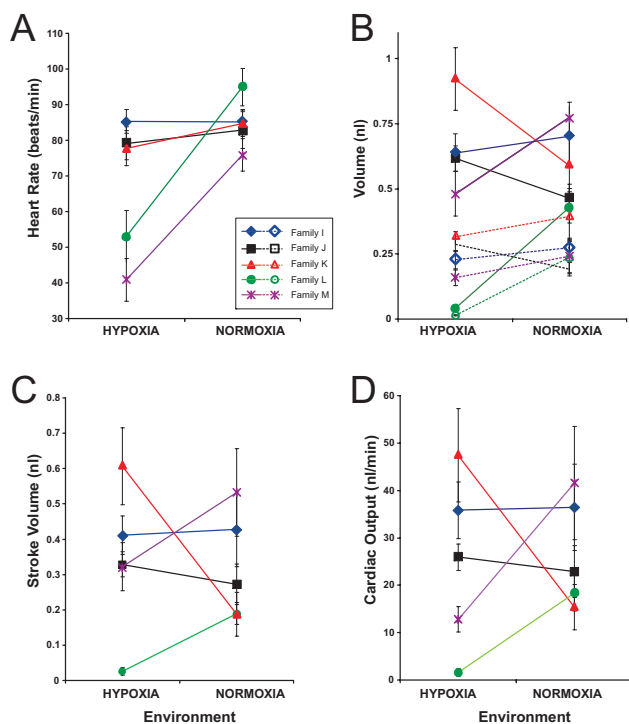 A
Heart Rate (beats/min)
110
100
90
80
70
60
50
40
30
HYPOXIA
NORMOXIA
Family I
Family J
Family K
Family L
Family M
B
Volume (nl)
1
0.75
0.5
0.25
0
HYPOXIA
NORMOXIA
C
Stroke Volume (nl)
0.8
0.7
0.6
0.5
0.4
0.3
0.2
0.1
0
HYPOXIA
NORMOXIA
Environment
D
Cardiac Output (nl/min)
60
50
40
30
20
10
0
HYPOXIA
NORMOXIA
Environment